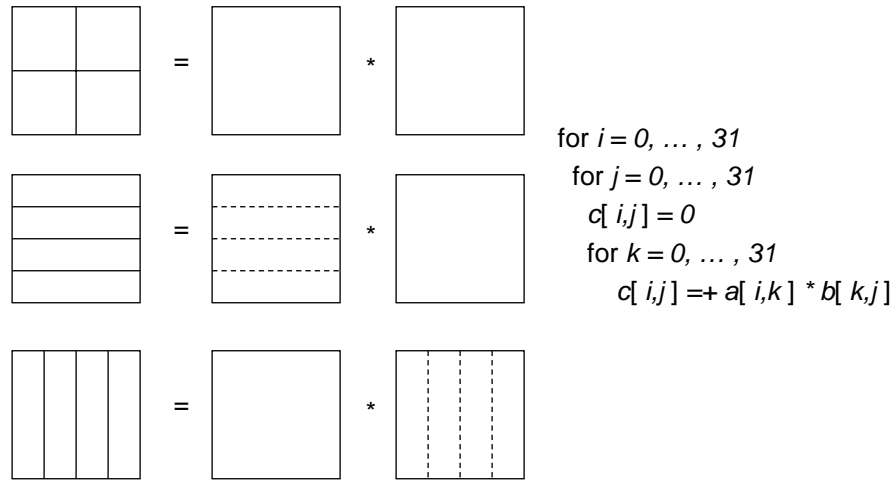 = *
for i = 0, … , 31
for j = 0, … , 31
= *
c[ i,j ] = 0
for k = 0, … , 31
c[ i,j ] =+ a[ i,k ] * b[ k,j ]
= *